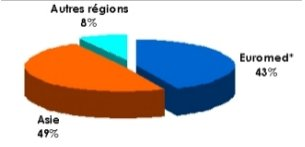 Autres régions
8%
Euromed*
43%
Asie
49%